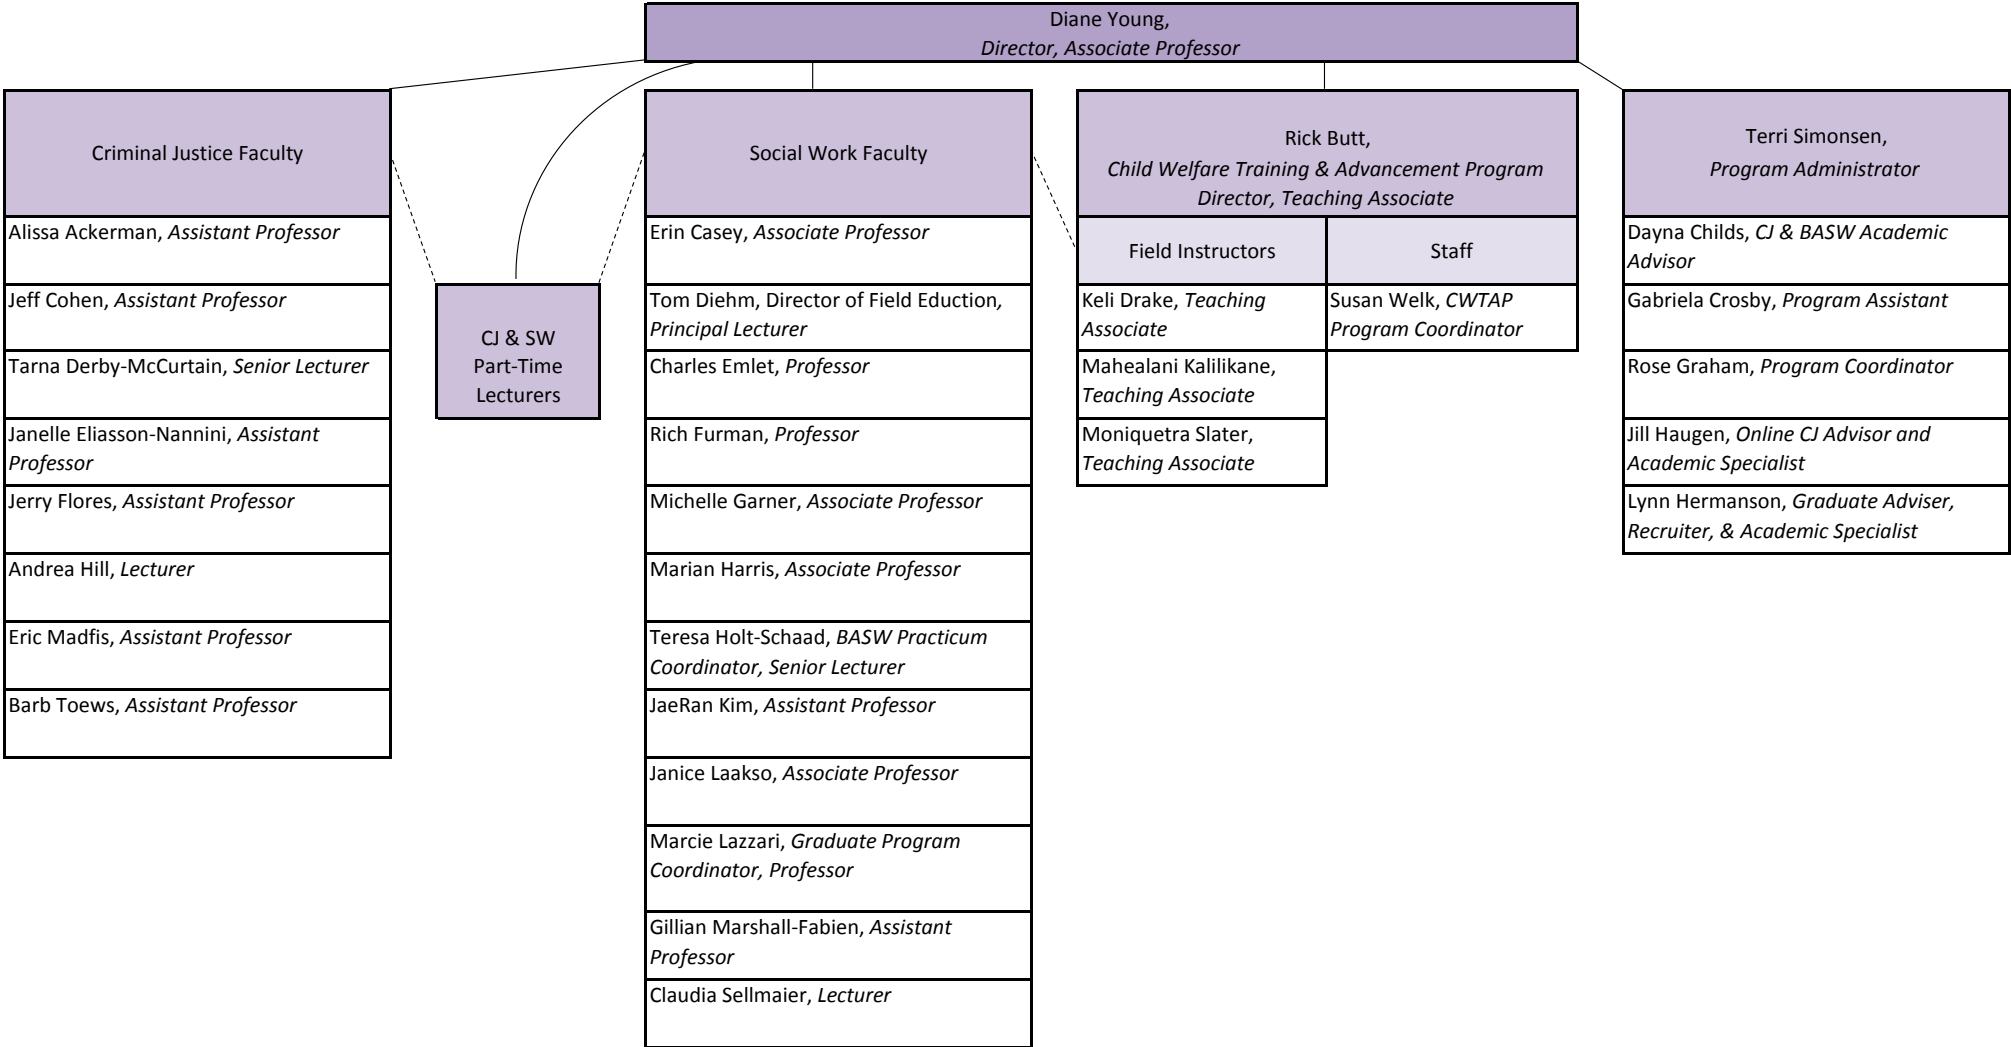 Diane Young,
Director, Associate Professor
Criminal Justice Faculty
Alissa Ackerman, Assistant Professor
Jeff Cohen, Assistant Professor
Tarna Derby-McCurtain, Senior Lecturer
Janelle Eliasson-Nannini, Assistant
Professor
Jerry Flores, Assistant Professor
Andrea Hill, Lecturer
Eric Madfis, Assistant Professor
Barb Toews, Assistant Professor
CJ & SW
Part-Time
Lecturers
Social Work Faculty
Erin Casey, Associate Professor
Tom Diehm, Director of Field Eduction,
Principal Lecturer
Charles Emlet, Professor
Rich Furman, Professor
Michelle Garner, Associate Professor
Marian Harris, Associate Professor
Teresa Holt-Schaad, BASW Practicum
Coordinator, Senior Lecturer
JaeRan Kim, Assistant Professor
Janice Laakso, Associate Professor
Marcie Lazzari, Graduate Program
Coordinator, Professor
Gillian Marshall-Fabien, Assistant
Professor
Claudia Sellmaier, Lecturer
Rick Butt,
Child Welfare Training & Advancement Program
Director, Teaching Associate
Field Instructors
Keli Drake, Teaching
Associate
Mahealani Kalilikane,
Teaching Associate
Moniquetra Slater,
Teaching Associate
Staff
Susan Welk, CWTAP
Program Coordinator
Terri Simonsen,
Program Administrator
Dayna Childs, CJ & BASW Academic
Advisor
Gabriela Crosby, Program Assistant
Rose Graham, Program Coordinator
Jill Haugen, Online CJ Advisor and
Academic Specialist
Lynn Hermanson, Graduate Adviser,
Recruiter, & Academic Specialist